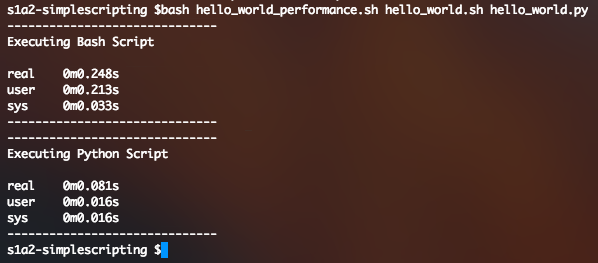 s1a2-simplescripting $bash hello_world_performance.sh hello_world.sh hello_world.py
------------------------------
Executing Bash Script
real 0m0.248s
user 0m0.213s
sys 0m0.033s
------------------------------
------------------------------
Executing Python Script
real 0m0.081s
user 0m0.016s
sys 0m0.016s
------------------------------
s1a2-simplescripting $